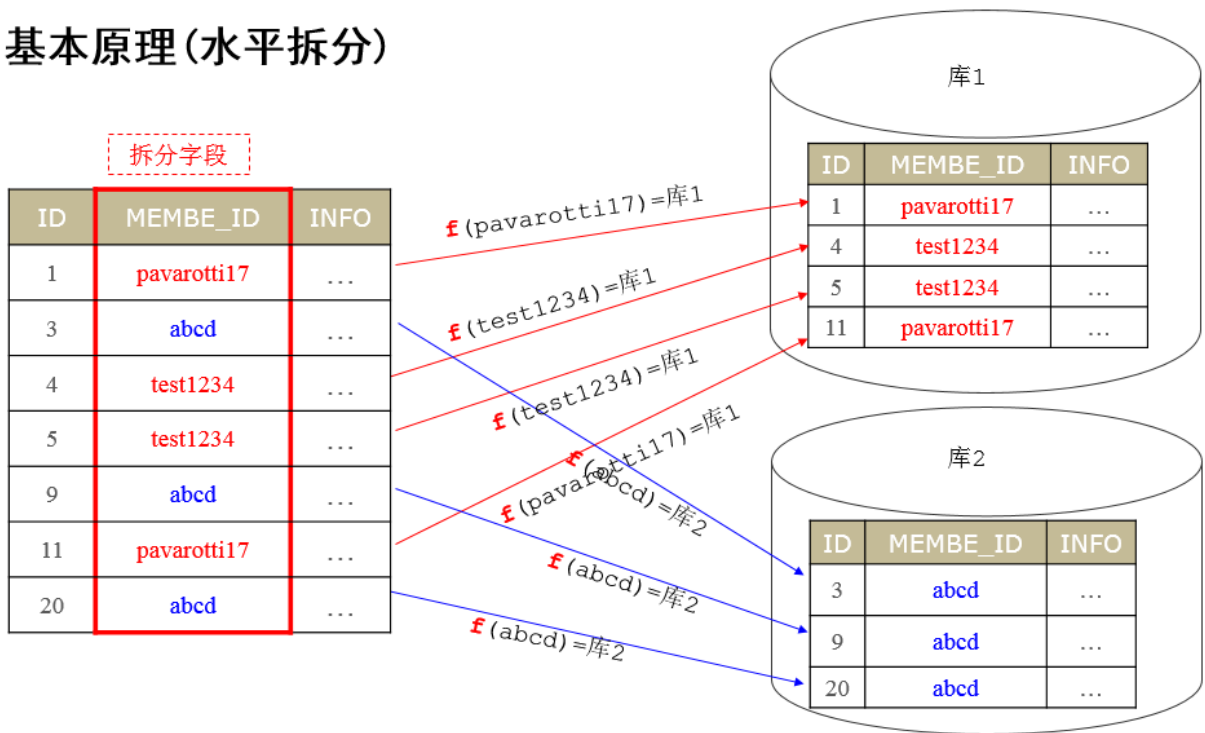 基本原理(水平拆分)
拆分字段
ID MEMBE_ID INFO
1 pavarotti17 ...
3 abcd ...
4 test1234 ...
5 test1234 ...
9 abcd ...
11 pavarotti17 ...
20 abcd ...
f(pavarotti17)=库1
f(test1234)=库1
f(test1234)=库1
f(pavarotti17)=库1
f(abcd)=库2
f(abcd)=库2
f(abcd)=库2
库1
ID MEMBE_ID INFO
1 pavarotti17 ...
4 test1234 ...
5 test1234 ...
11 pavarotti17 ...
库2
ID MEMBE_ID INFO
3 abcd ...
9 abcd ...
20 abcd ...